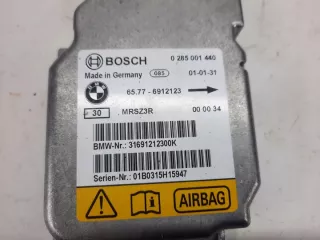 BOSCH 0 285 001 440
Made in Germany 085 01-01-31
65.77 - 6912123
30 MRSZ3R 00 00 34
BMW-Nr.: 31691212300K
Serien-Nr.: 01B0315H15947
AIRBAG